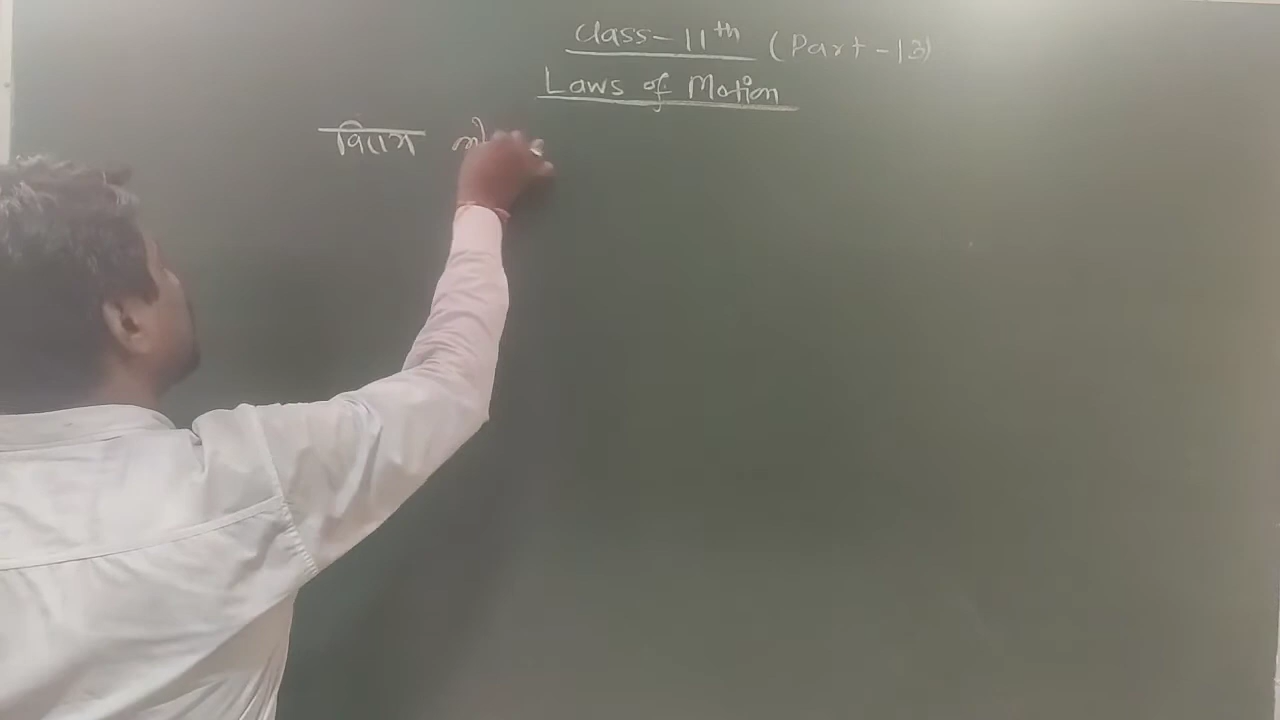 Class-11th (Part-13)
Laws of Motion
विराम